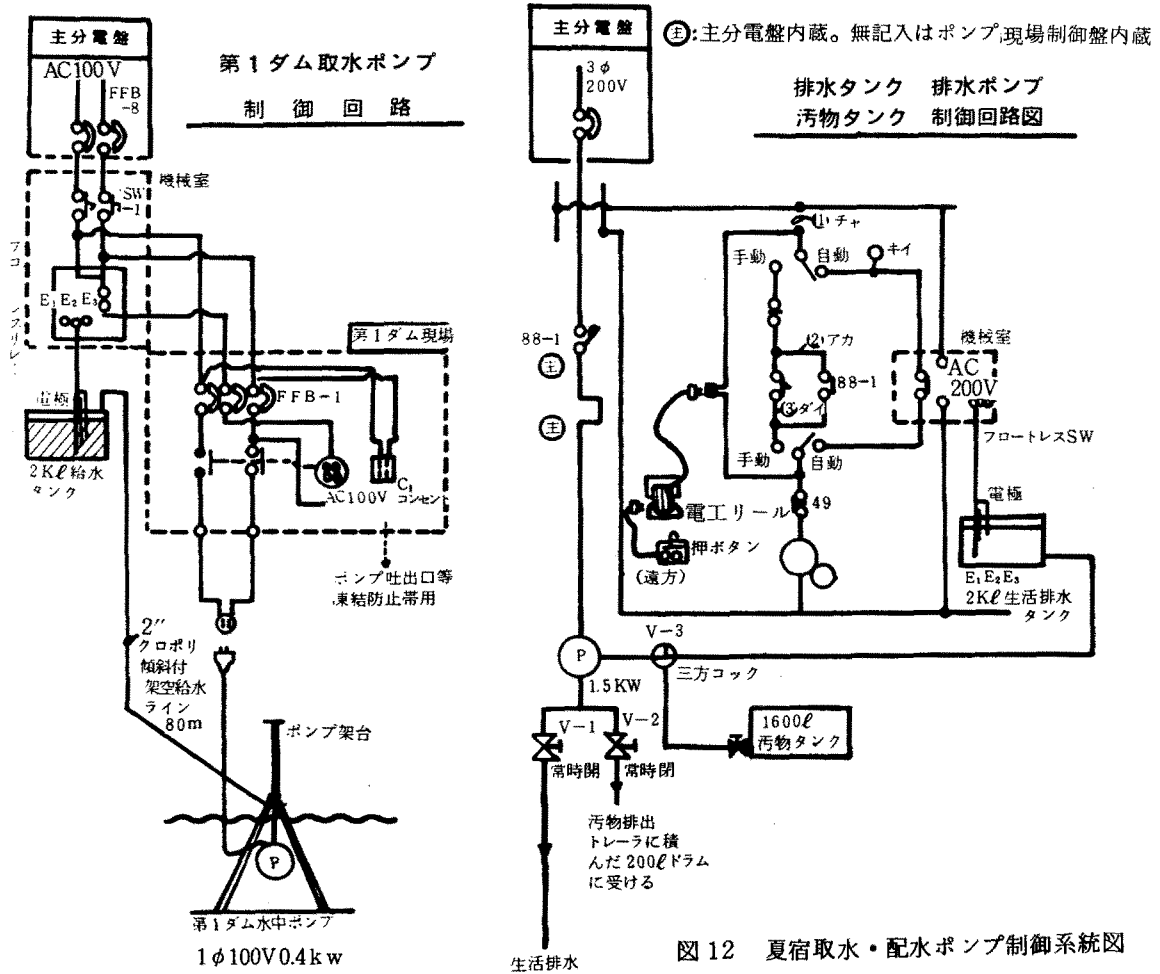 主分電盤
AC100V
FFB
-8
第1ダム取水ポンプ
制御回路
機械室
SW
-1
E₁ E₂ E₃
電極
2Kℓ給水
タンク
第1ダム現場
FFB-1
AC100V
C₁
コンセント
ポンプ吐出口等
凍結防止帯用
2″
クロポリ
傾斜付
架空給水
ライン
80m
ポンプ架台
P
第1ダム水中ポンプ
1φ100V0.4kw
主分電盤
3φ
200V
主:主分電盤内蔵。無記入はポンプ現場制御盤内蔵
排水タンク 排水ポンプ
汚物タンク 制御回路図
(1)チャ
手動
自動
キイ
88-1
主
主
(2)アカ
88-1
(3)ダイ
機械室
AC
200V
フロートレスSW
手動
自動
49
電工リール
押ボタン
(遠方)
電極
E₁E₂E₃
2Kℓ生活排水
タンク
P
1.5KW
V-3
三方コック
V-1
V-2
常時開
常時閉
1600ℓ
汚物タンク
汚物排出
トレーラに積
んだ200ℓドラム
に受ける
生活排水
図12 夏宿取水・配水ポンプ制御系統図